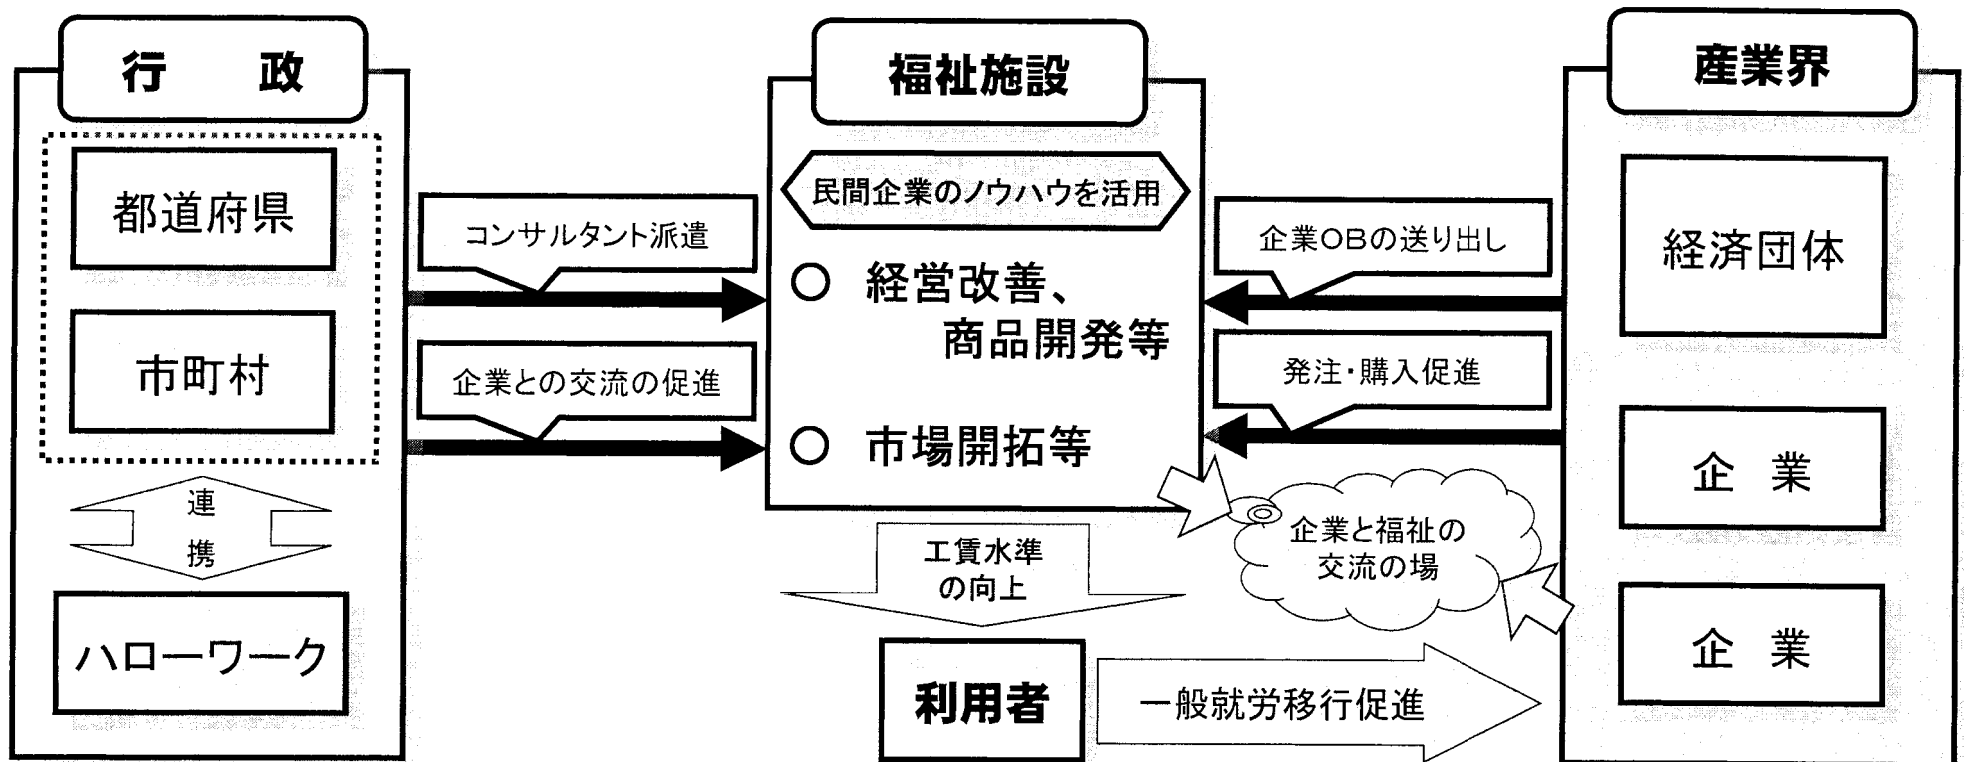 行　政
都道府県
市町村
連
携
ハローワーク
コンサルタント派遣
企業との交流の促進
福祉施設
民間企業のノウハウを活用
○　経営改善、
商品開発等
○　市場開拓等
工賃水準
の向上
利用者
一般就労移行促進
企業と福祉の
交流の場
企業OBの送り出し
発注・購入促進
産業界
経済団体
企　業
企　業